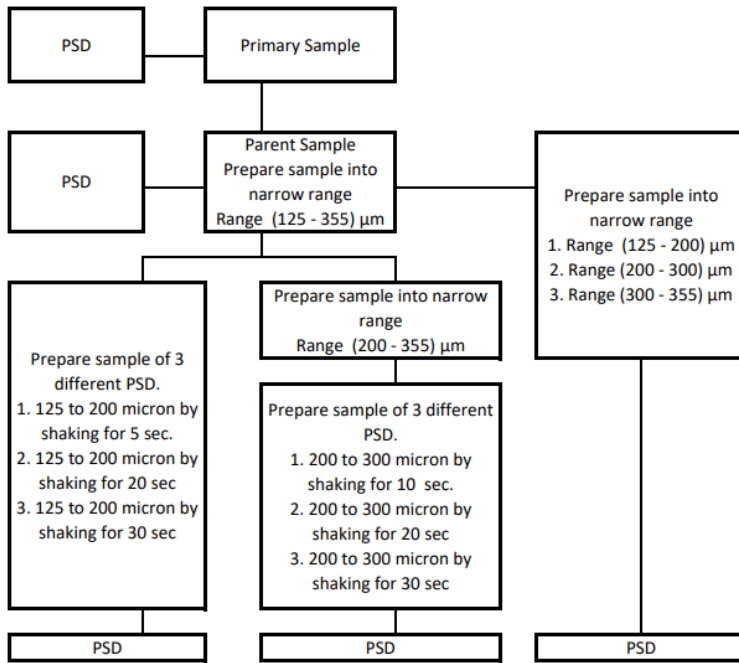 PSD
Primary Sample
PSD
Parent Sample
Prepare sample into
narrow range
Range  (125 - 355) µm
Prepare sample into
narrow range
1. Range (125 - 200) µm
2. Range (200 - 300) µm
3. Range (300 - 355) µm
Prepare sample of 3
different PSD.
1. 125 to 200 micron by
shaking for 5 sec.
2. 125 to 200 micron by
shaking for 20 sec
3. 125 to 200 micron by
shaking for 30 sec
Prepare sample into narrow
range
Range  (200 - 355) µm
Prepare sample of 3 different
PSD.
1. 200 to 300 micron by
shaking for 10  sec.
2. 200 to 300 micron by
shaking for 20 sec
3. 200 to 300 micron by
shaking for 30 sec
PSD
PSD
PSD